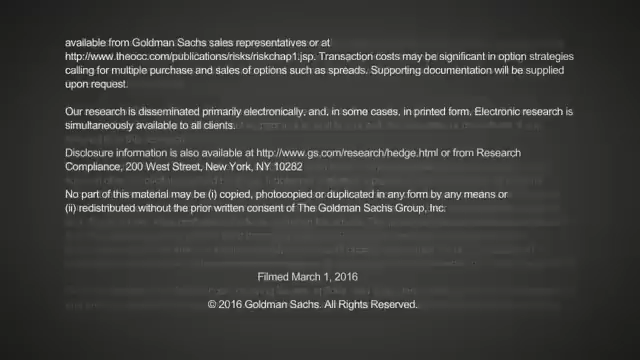 available from Goldman Sachs sales representatives or at
http://www.theocc.com/publications/risks/riskchap1.jsp. Transaction costs may be significant in option strategies
calling for multiple purchase and sales of options such as spreads. Supporting documentation will be supplied
upon request.
Our research is disseminated primarily electronically, and, in some cases, in printed form. Electronic research is
simultaneously available to all clients.
Disclosure information is also available at http://www.gs.com/research/hedge.html or from Research
Compliance, 200 West Street, New York, NY 10282
No part of this material may be (i) copied, photocopied or duplicated in any form by any means or
(ii) redistributed without the prior written consent of The Goldman Sachs Group, Inc.
Filmed March 1, 2016
© 2016 Goldman Sachs. All Rights Reserved.